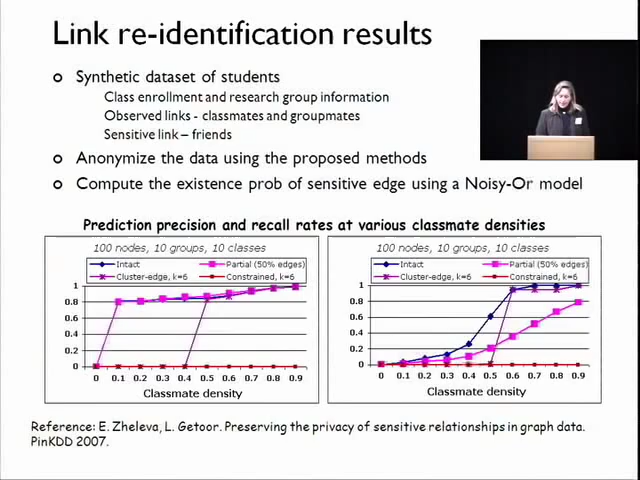 Link re-identification results
Synthetic dataset of students
Class enrollment and research group information
Observed links - classmates and groupmates
Sensitive link – friends
Anonymize the data using the proposed methods
Compute the existence prob of sensitive edge using a Noisy-Or model
Prediction precision and recall rates at various classmate densities
100 nodes, 10 groups, 10 classes
Intact Partial (50% edges)
Cluster-edge, k=6 Constrained, k=6
1
0.8
0.6
0.4
0.2
0
0 0.1 0.2 0.3 0.4 0.5 0.6 0.7 0.8 0.9
Classmate density
100 nodes, 10 groups, 10 classes
Intact Partial (50% edges)
Cluster-edge, k=6 Constrained, k=6
1
0.8
0.6
0.4
0.2
0
0 0.1 0.2 0.3 0.4 0.5 0.6 0.7 0.8 0.9
Classmate density
Reference: E. Zheleva, L. Getoor. Preserving the privacy of sensitive relationships in graph data.
PinKDD 2007.